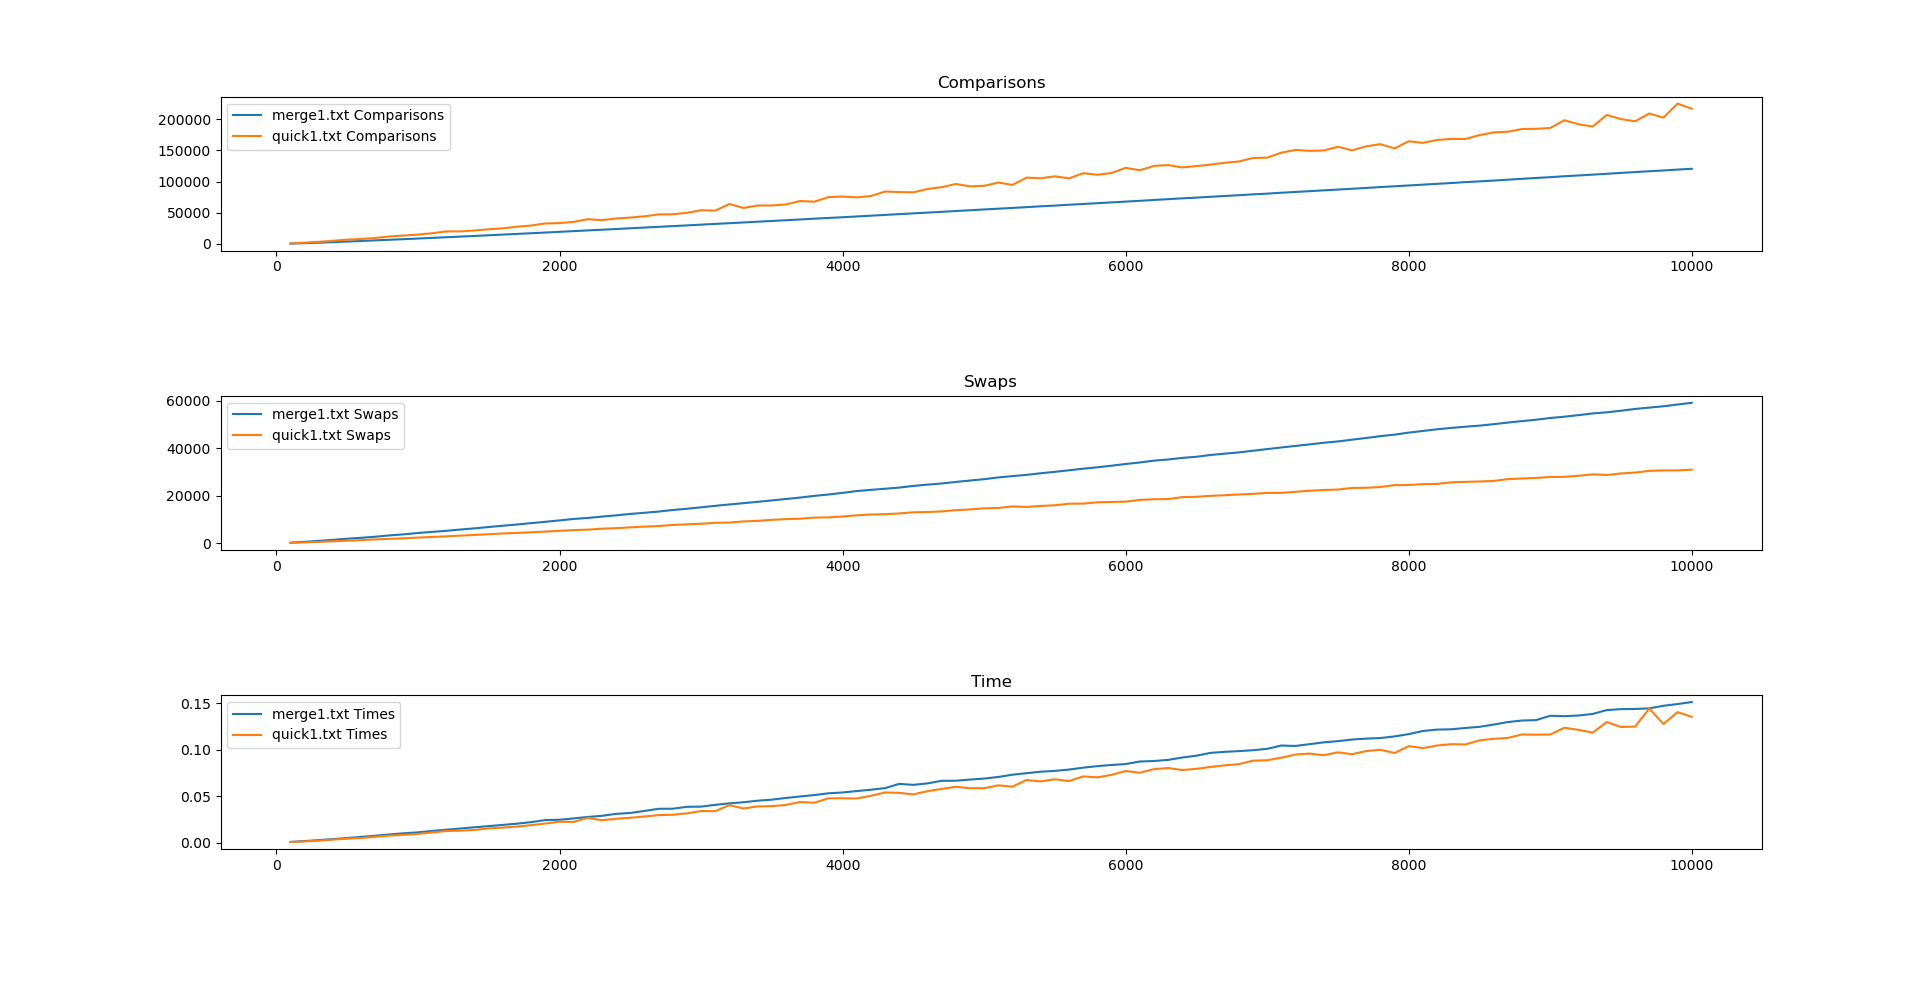 Comparisons
merge1.txt Comparisons
quick1.txt Comparisons
200000
150000
100000
50000
0
0 2000 4000 6000 8000 10000
Swaps
merge1.txt Swaps
quick1.txt Swaps
60000
40000
20000
0
0 2000 4000 6000 8000 10000
Time
merge1.txt Times
quick1.txt Times
0.15
0.10
0.05
0.00
0 2000 4000 6000 8000 10000